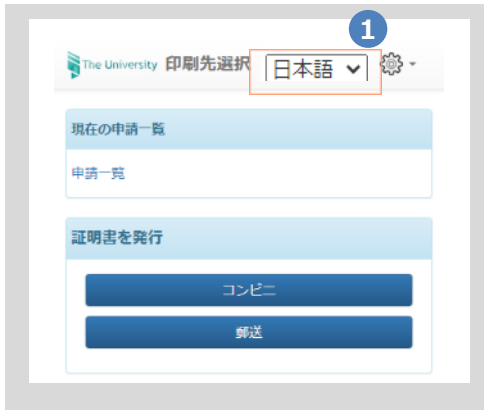 1
The University 印刷先選択 日本語
現在の申請一覧
申請一覧
証明書を発行
コンビニ
郵送